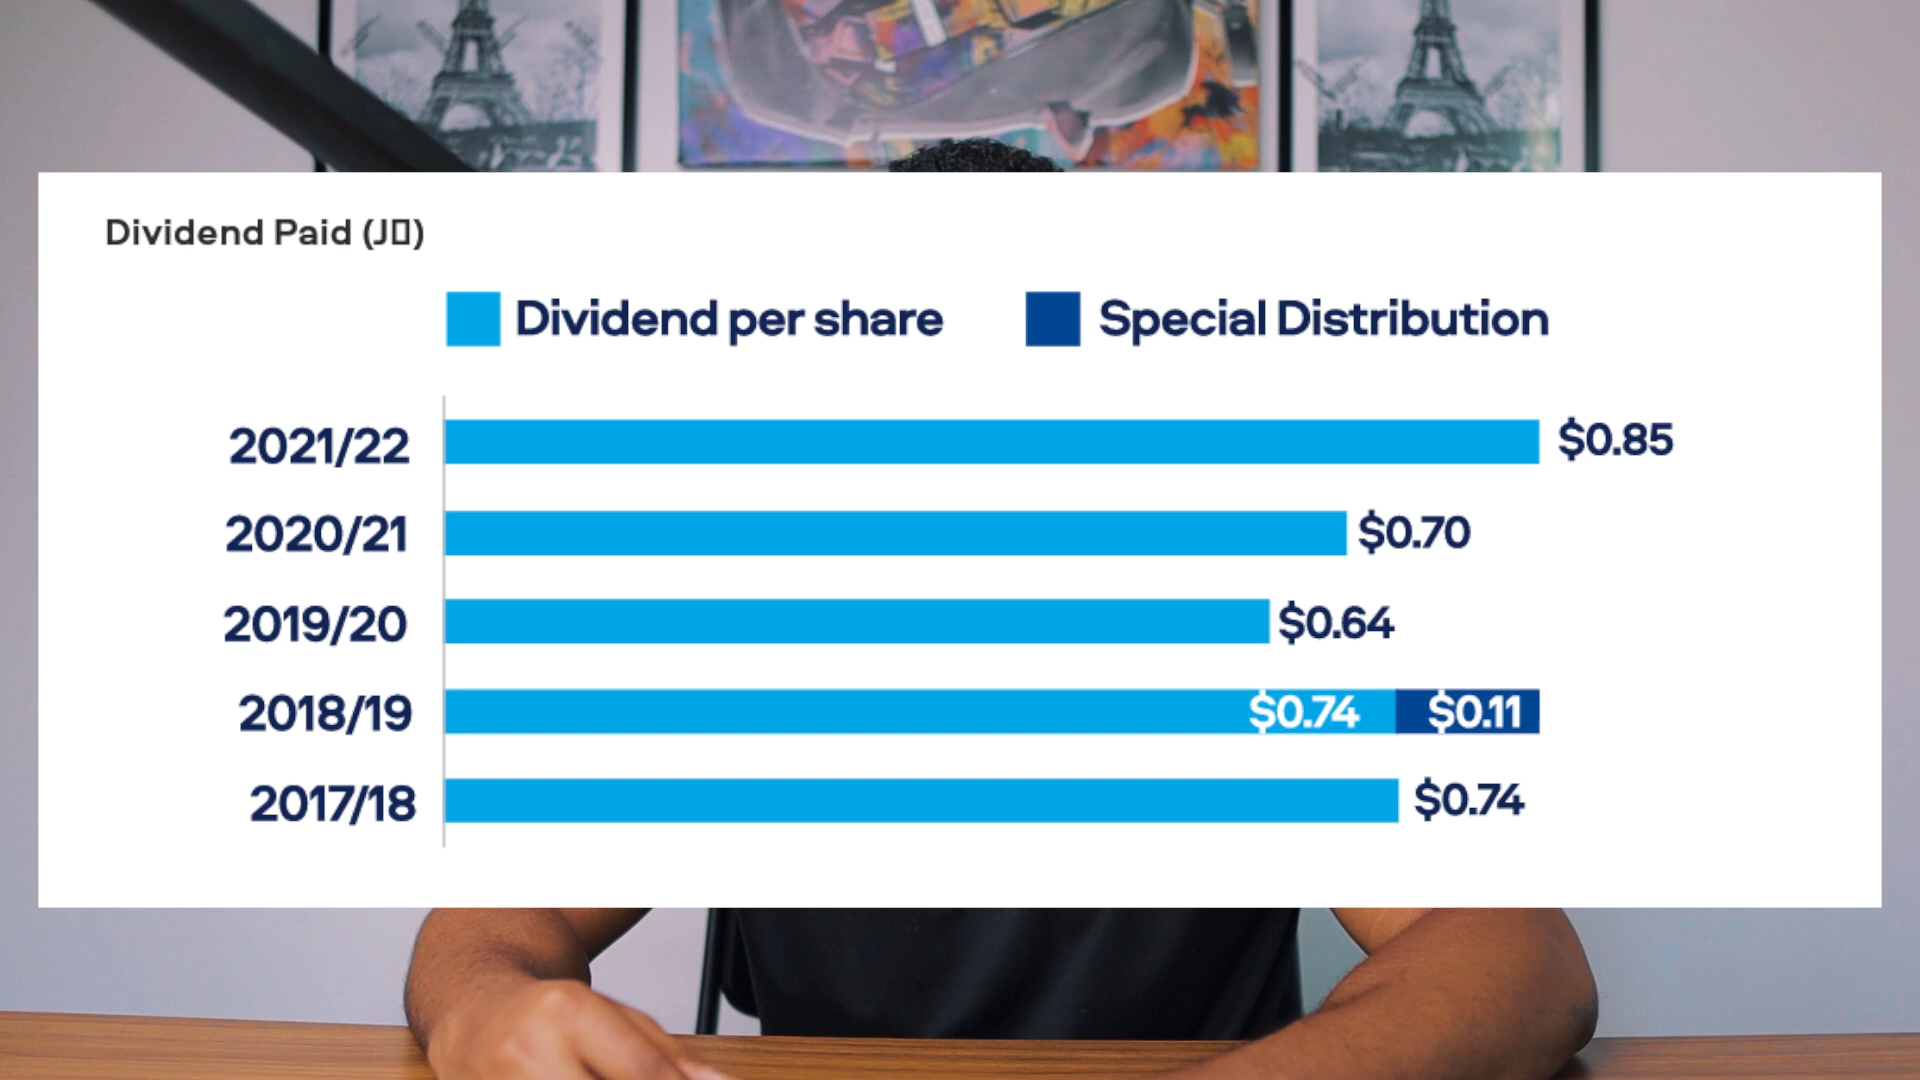 Dividend Paid (J▯)
Dividend per share Special Distribution
2021/22 $0.85
2020/21 $0.70
2019/20 $0.64
2018/19 $0.74 $0.11
2017/18 $0.74